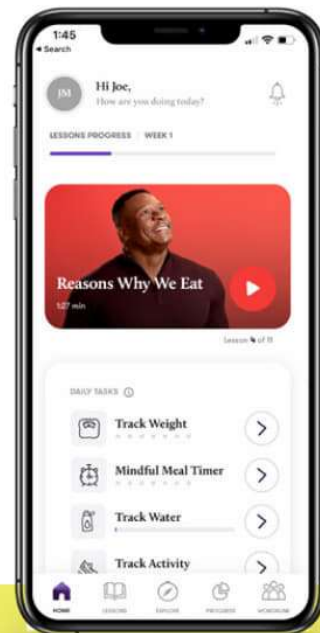 1:45
◂ Search
JM
Hi Joe,
How are you doing today?
LESSONS PROGRESS / WEEK 1
Reasons Why We Eat
1:27 min
Lesson 4 of 11
DAILY TASKS
Track Weight
Mindful Meal Timer
Track Water
Track Activity
HOME
LESSONS
EXPLORE
PROGRESS